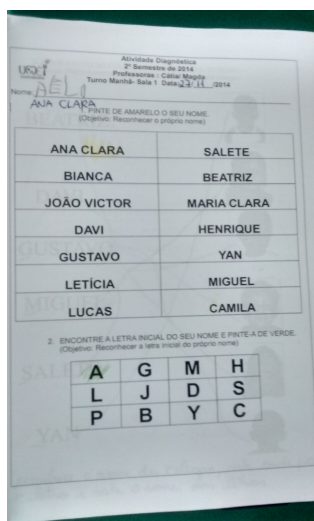 Atividade Diagnóstica
2º Semestre de 2014
Professoras : Cátia/ Magda
Turno Manhã- Sala 1 Data:27/11/2014
Nome: AELI
ANA CLARA
1. PINTE DE AMARELO O SEU NOME.
(Objetivo: Reconhecer o próprio nome)
ANA CLARA SALETE
BIANCA BEATRIZ
JOÃO VICTOR MARIA CLARA
DAVI HENRIQUE
GUSTAVO YAN
LETÍCIA MIGUEL
LUCAS CAMILA
2. ENCONTRE A LETRA INICIAL DO SEU NOME E PINTE-A DE VERDE.
(Objetivo: Reconhecer a letra inicial do próprio nome)
A G M H
L J D S
P B Y C